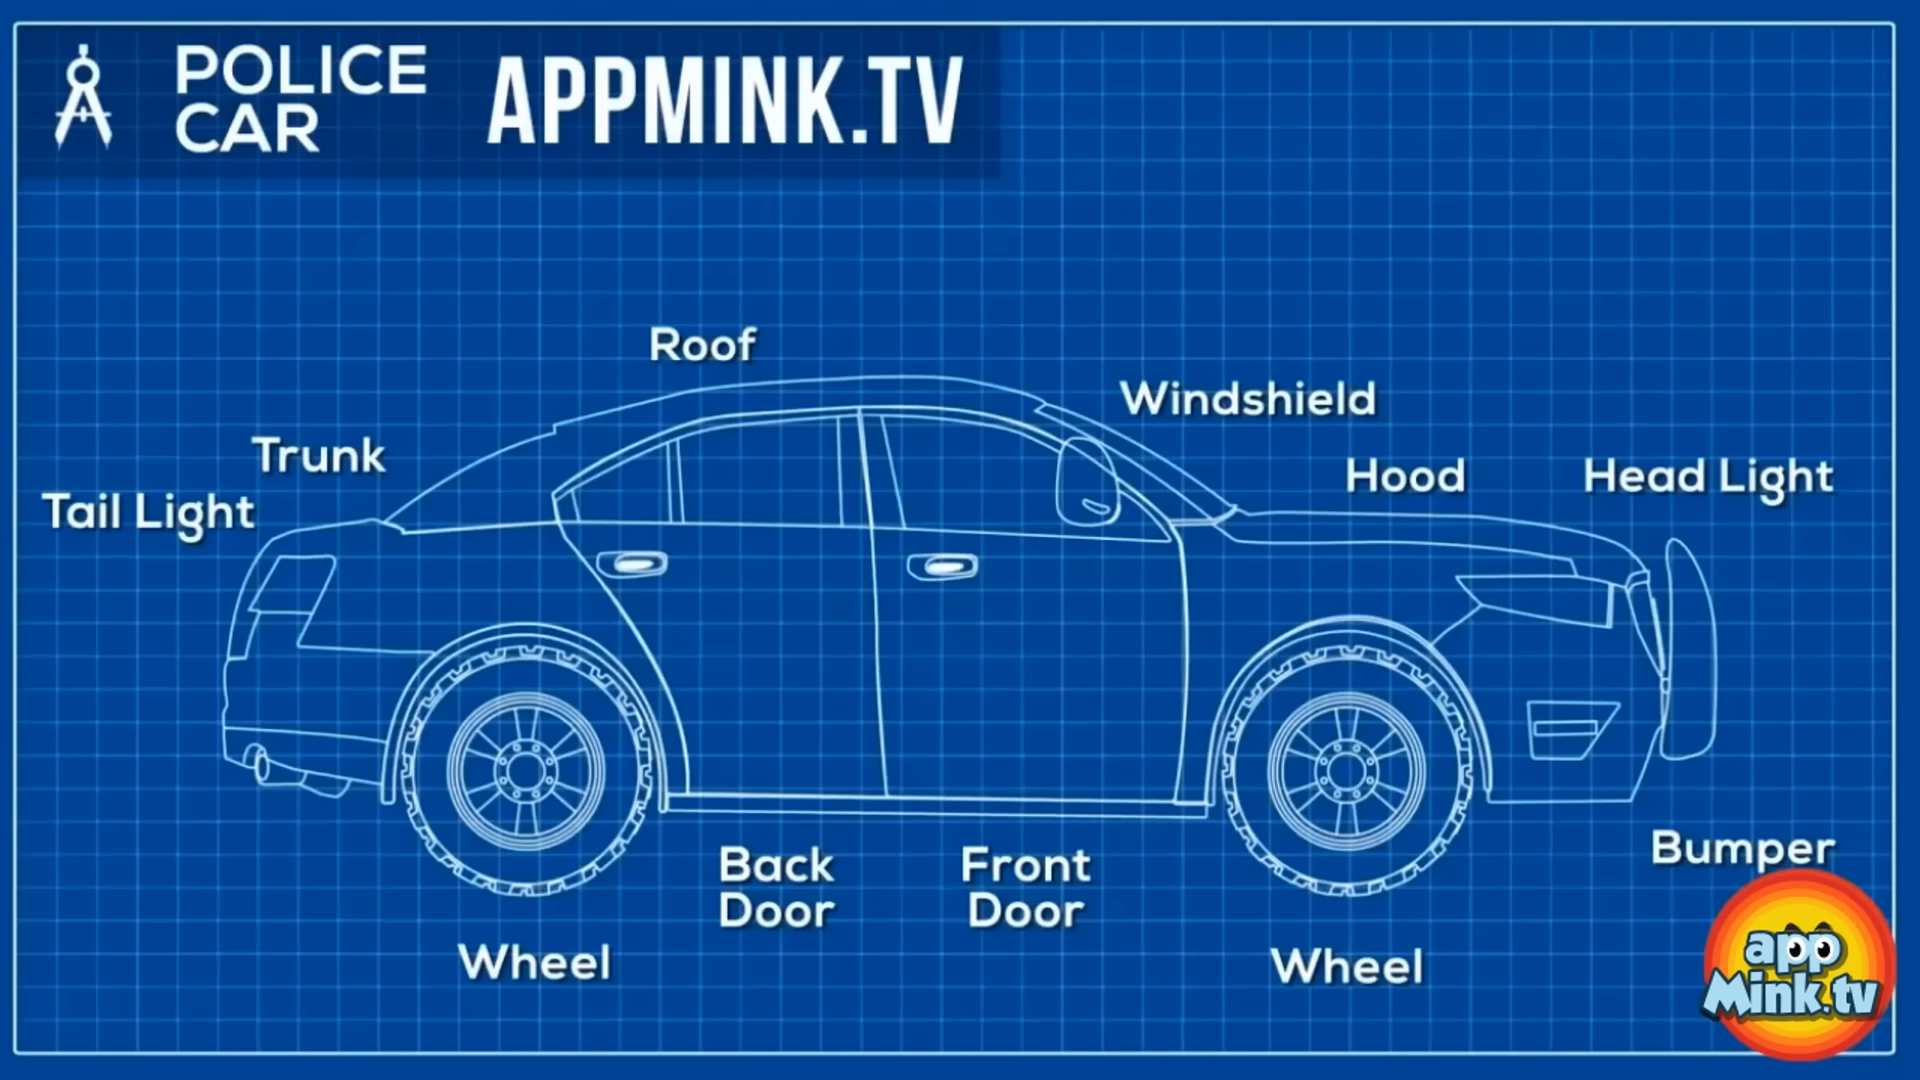 POLICE
CAR
APPMINK.TV
Roof
Windshield
Trunk
Hood
Head Light
Tail Light
Back
Door
Front
Door
Bumper
Wheel
Wheel
app
Mink.tv